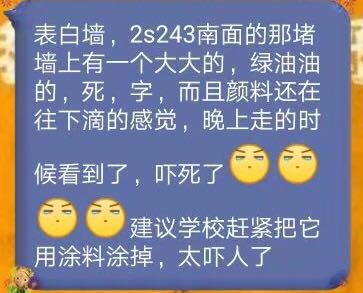 表白墙，2s243南面的那堵
墙上有一个大大的，绿油油
的，死，字，而且颜料还在
往下滴的感觉，晚上走的时
候看到了，吓死了
建议学校赶紧把它
用涂料涂掉，太吓人了